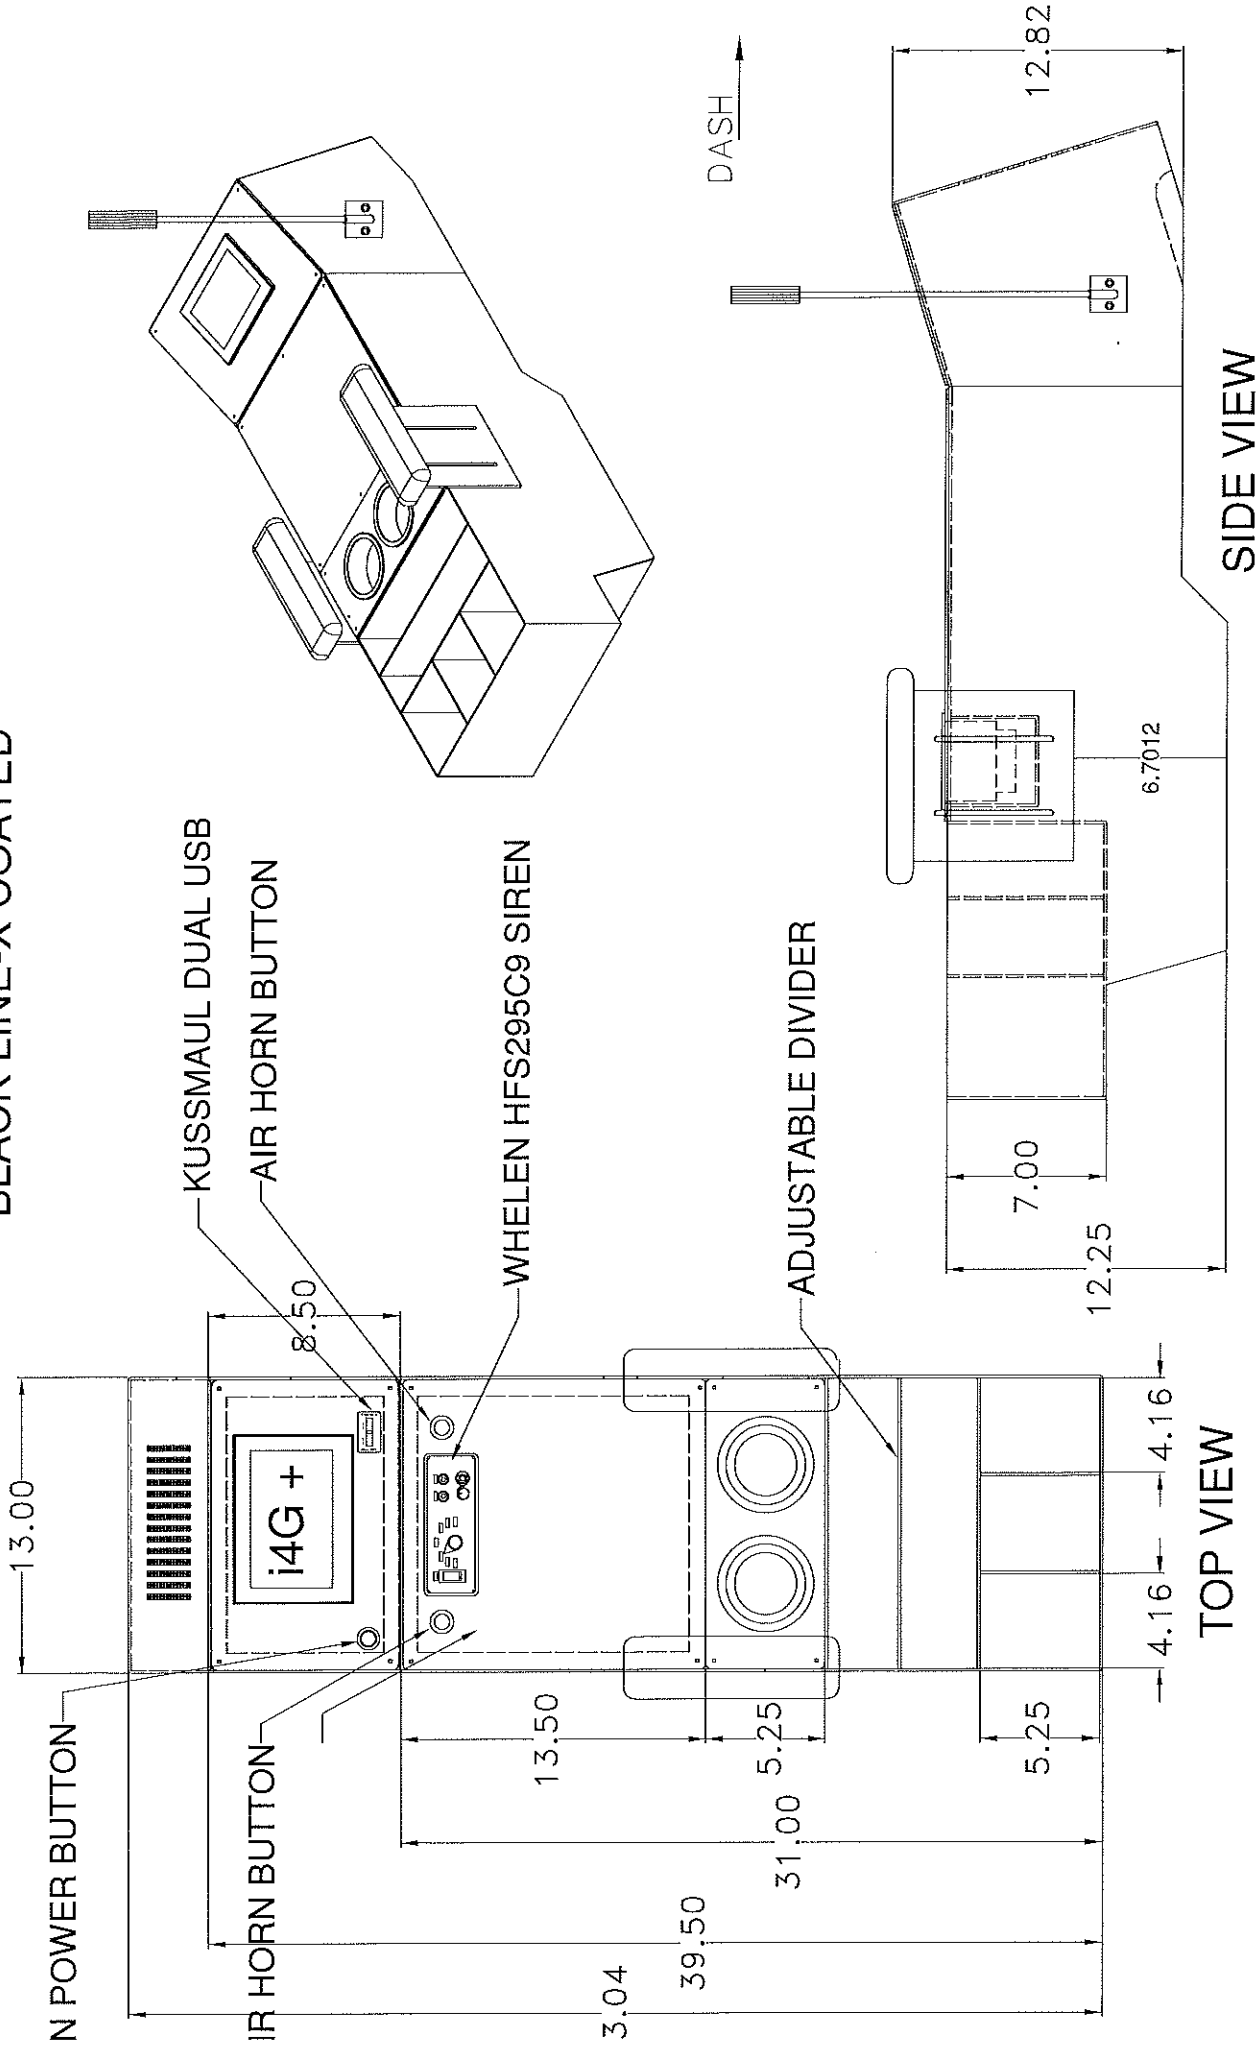 BLACK LINE-X COATED
KUSSMAUL DUAL USB
AIR HORN BUTTON
WHELEN HFS295C9 SIREN
ADJUSTABLE DIVIDER
N POWER BUTTON
IR HORN BUTTON
i4G +
13.00
8.50
13.50
5.25
5.25
31.00
39.50
3.04
4.16
4.16
TOP VIEW
DASH
12.82
6.7012
7.00
12.25
SIDE VIEW